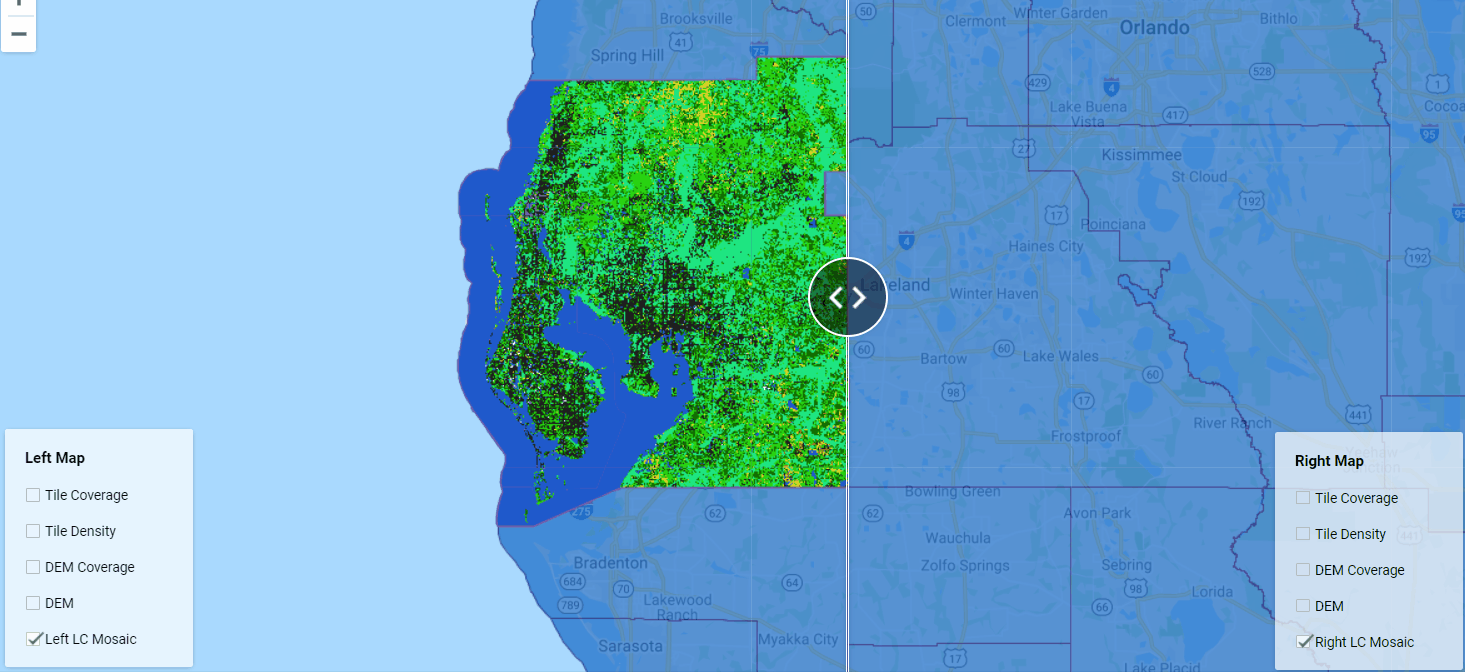 +
−
Brooksville
Spring Hill
41
75
50
Clermont
Winter Garden
Orlando
Bithlo
528
429
4
Lake Buena
Vista
417
1
Cocoa
95
27
Kissimmee
St Cloud
192
17
Poinciana
95
4
Haines City
192
Lakeland
Winter Haven
60
60
Bartow
Lake Wales
60
98
17
441
River Ranch
Frostproof
Bowling Green
275
62
62
Avon Park
441
Wauchula
Bradenton
Zolfo Springs
Sebring
684
70
64
98
Lorida
789
Lakewood
Ranch
66
Sarasota
Myakka City
17
Lake Placid
Left Map
Tile Coverage
Tile Density
DEM Coverage
DEM
Left LC Mosaic
Right Map
Tile Coverage
Tile Density
DEM Coverage
DEM
Right LC Mosaic